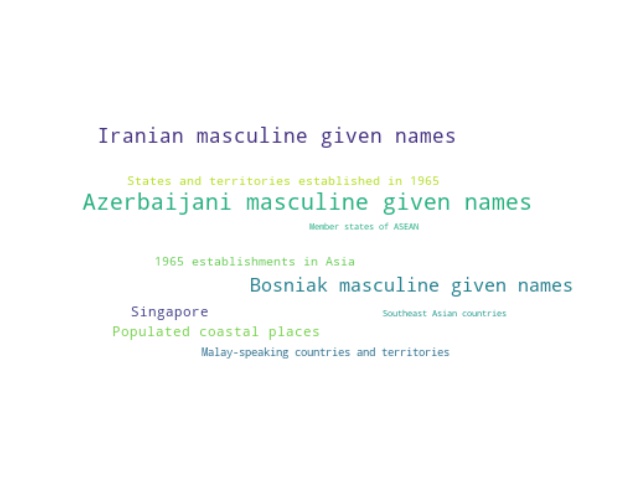 Iranian masculine given names
States and territories established in 1965
Azerbaijani masculine given names
Member states of ASEAN
1965 establishments in Asia
Bosniak masculine given names
Singapore
Southeast Asian countries
Populated coastal places
Malay-speaking countries and territories